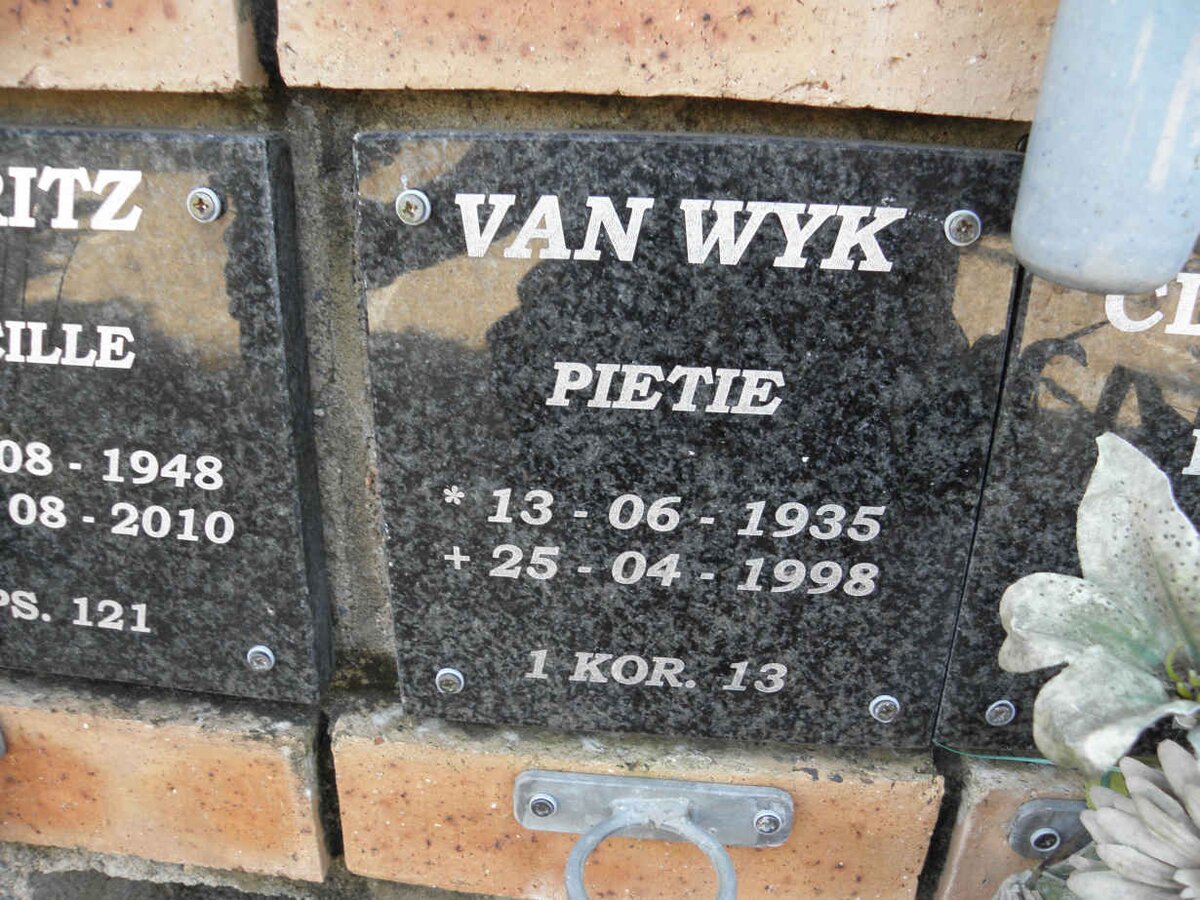 RITZ
CILLE
08 - 1948
08 - 2010
PS. 121
VAN WYK
PIETIE
* 13 - 06 - 1935
+ 25 - 04 - 1998
1 KOR. 13